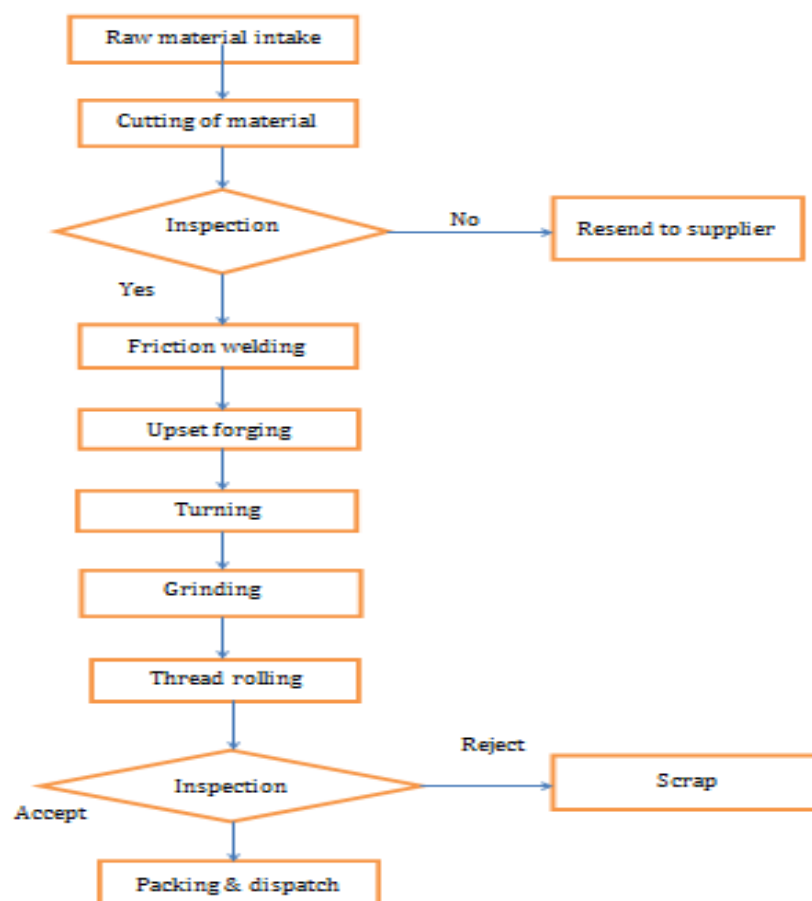 Raw material intake
Cutting of material
Inspection
No
Resend to supplier
Yes
Friction welding
Upset forging
Turning
Grinding
Thread rolling
Reject
Inspection
Scrap
Accept
Packing & dispatch